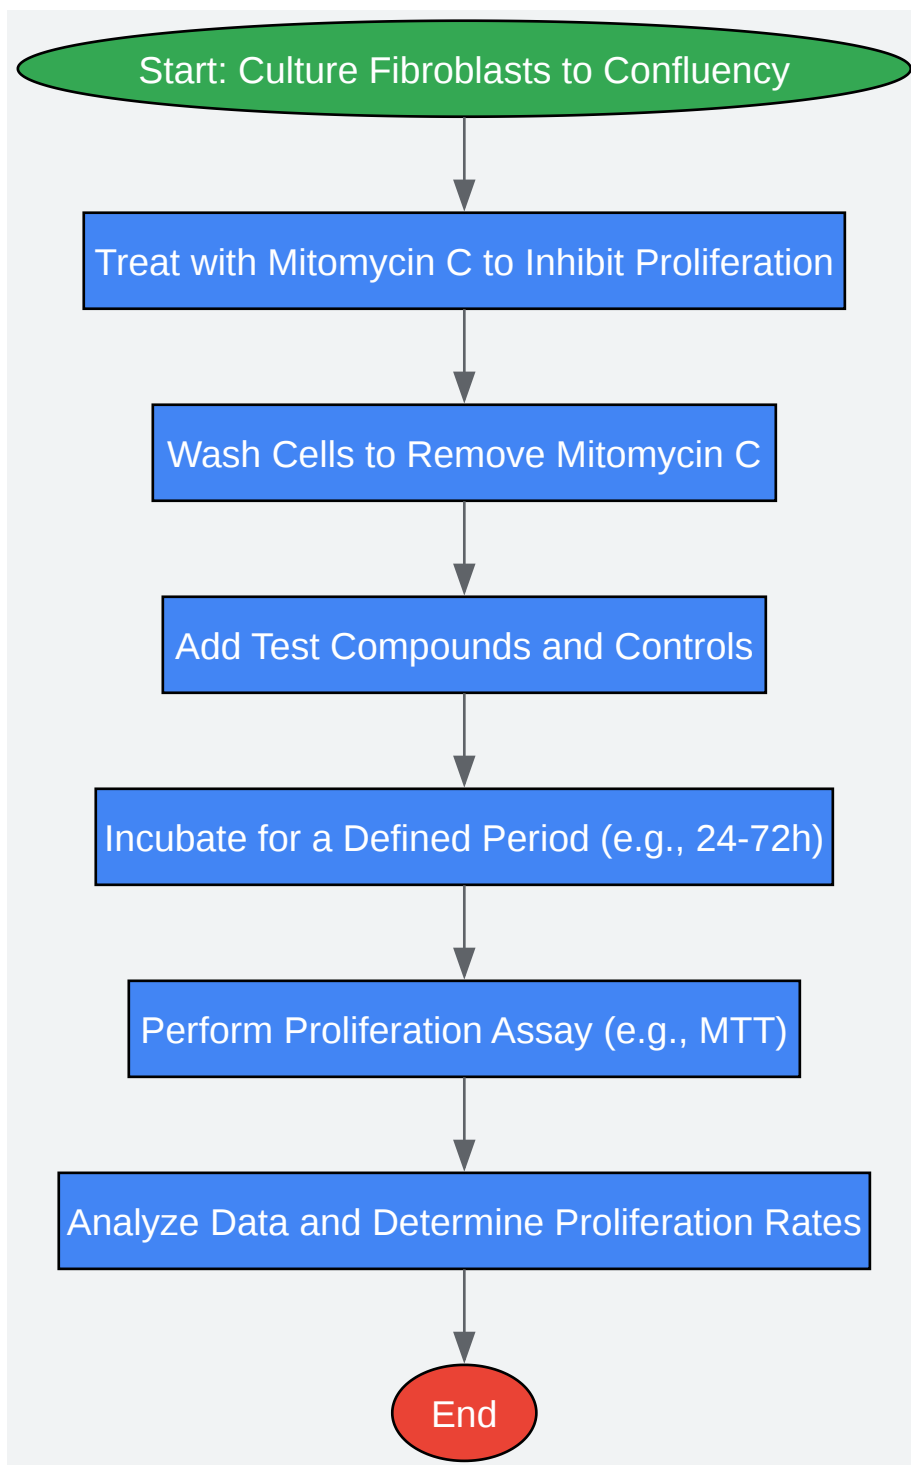 Start: Culture Fibroblasts to Confluency
Treat with Mitomycin C to Inhibit Proliferation
Wash Cells to Remove Mitomycin C
Add Test Compounds and Controls
Incubate for a Defined Period (e.g., 24-72h)
Perform Proliferation Assay (e.g., MTT)
Analyze Data and Determine Proliferation Rates
End